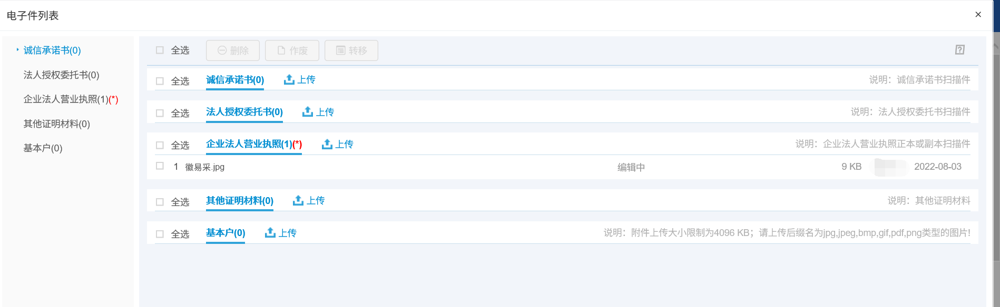 电子件列表
×
诚信承诺书(0)
法人授权委托书(0)
企业法人营业执照(1)(*)
其他证明材料(0)
基本户(0)
全选 删除 作废 转移 ?
全选 诚信承诺书(0) 上传 说明：诚信承诺书扫描件
全选 法人授权委托书(0) 上传 说明：法人授权委托书扫描件
全选 企业法人营业执照(1)(*) 上传 说明：企业法人营业执照正本或副本扫描件
1 徽易采.jpg 编辑中 9 KB 2022-08-03
全选 其他证明材料(0) 上传 说明：其他证明材料
全选 基本户(0) 上传 说明：附件上传大小限制为4096 KB；请上传后缀名为jpg,jpeg,bmp,gif,pdf,png类型的图片!